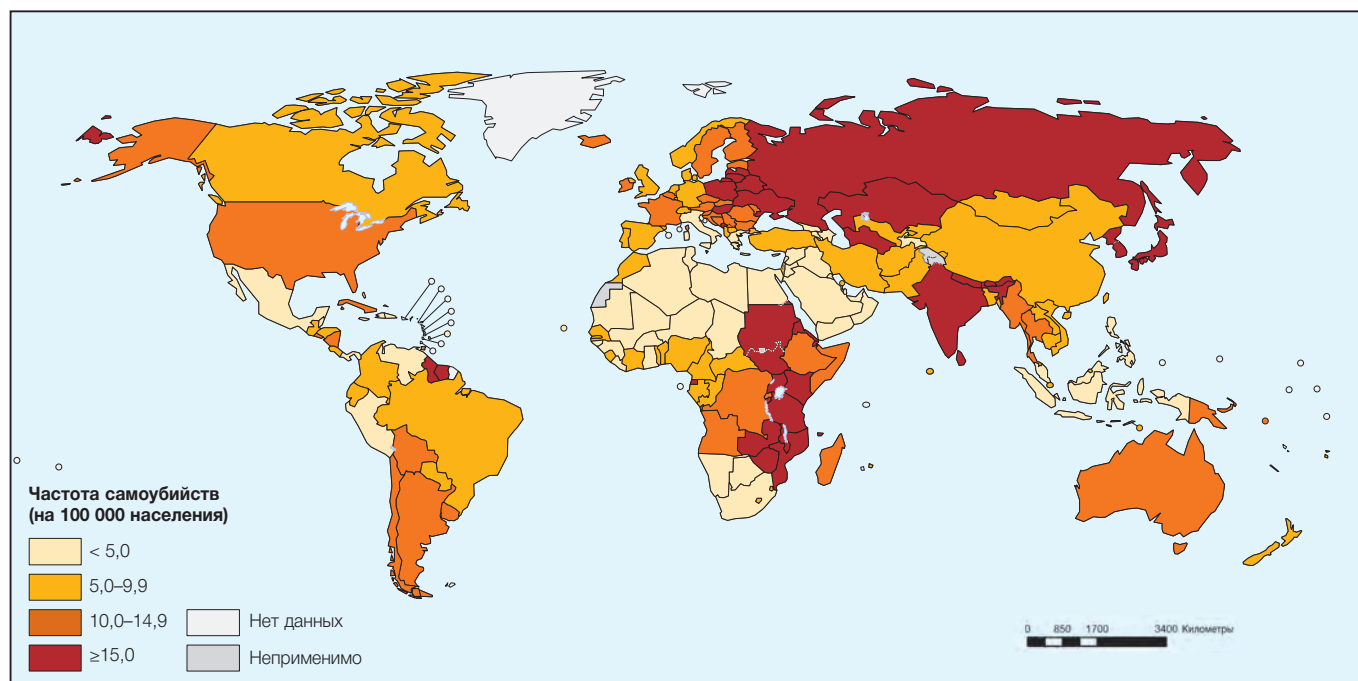 Частота самоубийств
(на 100 000 населения)
< 5,0
5,0–9,9
10,0–14,9
≥15,0
Нет данных
Неприменимо
0 850 1700 3400 Километры